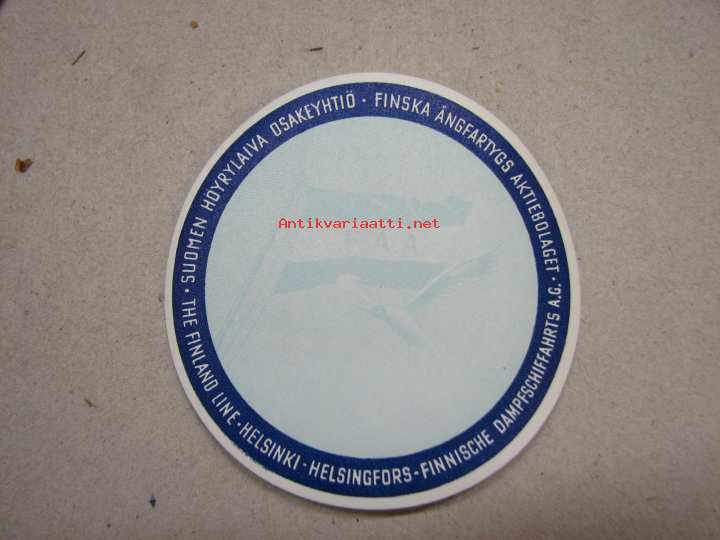 · SUOMEN HÖYRYLAIVA OSAKEYHTIÖ · FINSKA ÅNGFARTYGS AKTIEBOLAGET · THE FINLAND LINE · HELSINKI - HELSINGFORS - FINNISCHE DAMPFSCHIFFAHRTS A.G.
Antikvariaatti.net